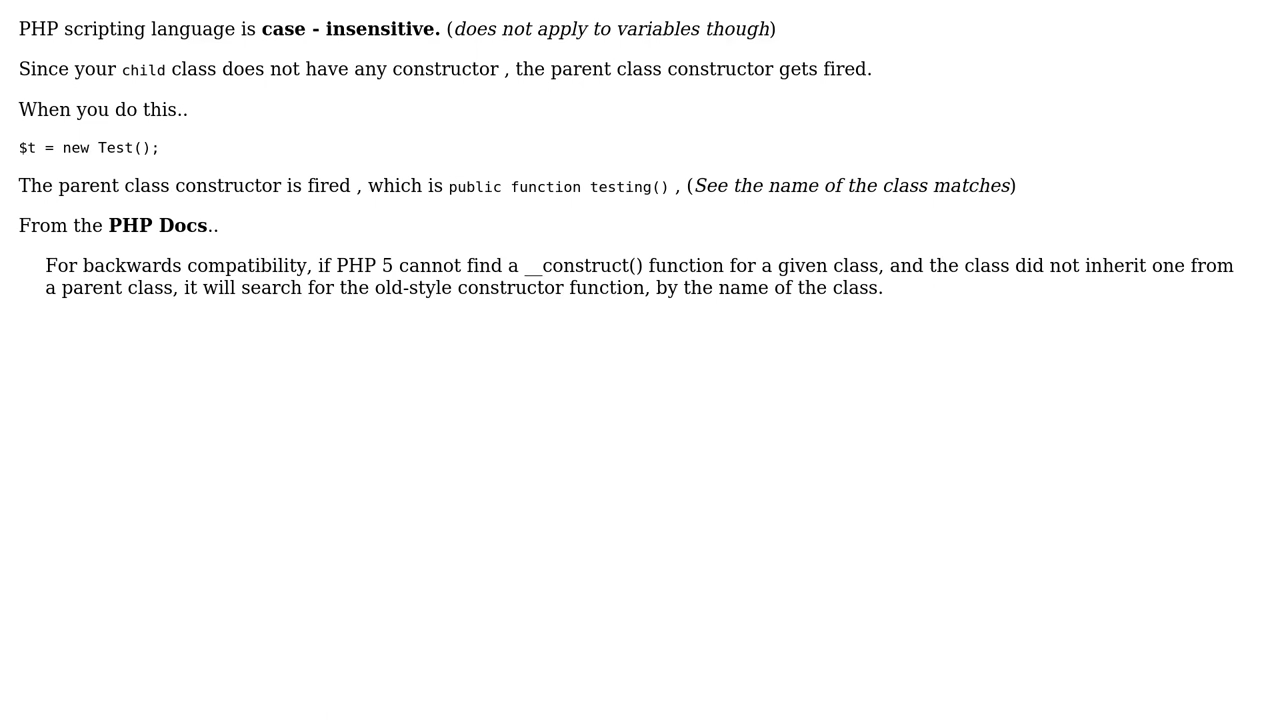 PHP scripting language is case - insensitive. (does not apply to variables though)
Since your child class does not have any constructor , the parent class constructor gets fired.
When you do this..
$t = new Test();
The parent class constructor is fired , which is public function testing() , (See the name of the class matches)
From the PHP Docs..
For backwards compatibility, if PHP 5 cannot find a __construct() function for a given class, and the class did not inherit one from
a parent class, it will search for the old-style constructor function, by the name of the class.